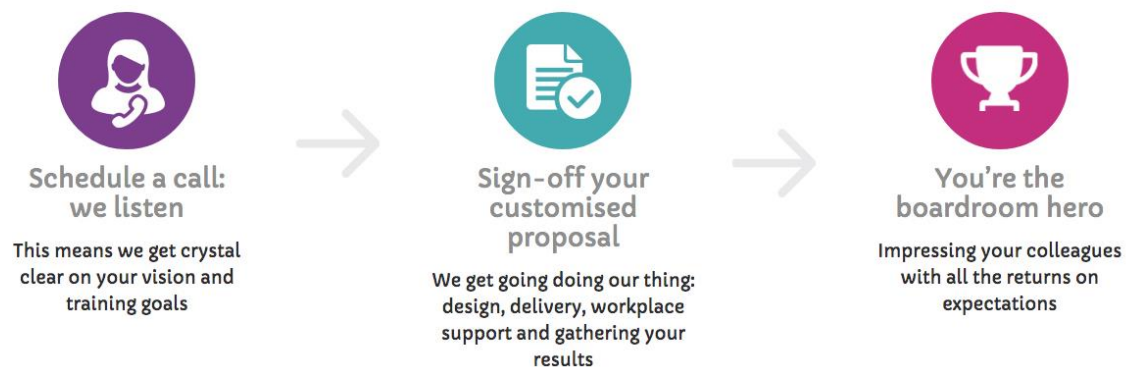 Schedule a call:
we listen
This means we get crystal
clear on your vision and
training goals
Sign-off your
customised
proposal
We get going doing our thing:
design, delivery, workplace
support and gathering your
results
You're the
boardroom hero
Impressing your colleagues
with all the returns on
expectations